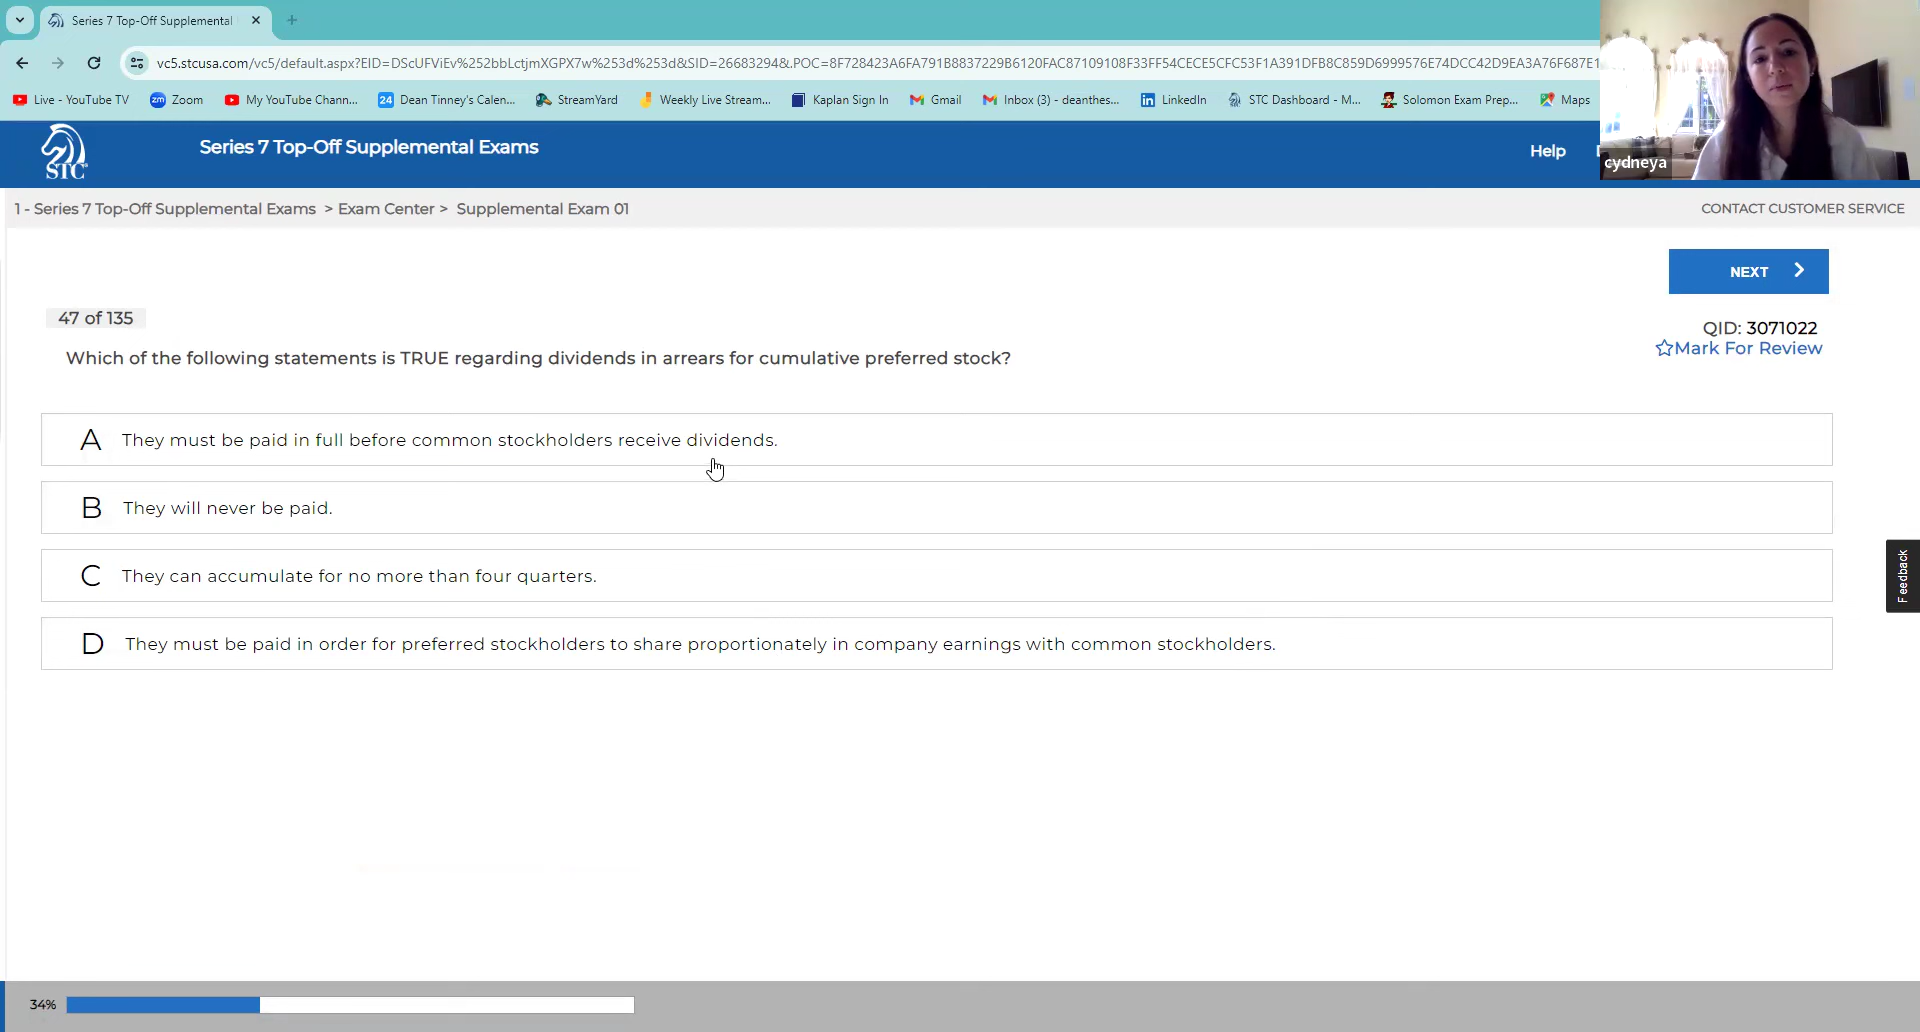 Series 7 Top-Off Supplemental
vc5.stcusa.com/vc5/default.aspx?EID=DScUFViEv%252bbLctjmXGPX7w%253d%253d&SID=26683294&.POC=8F728423A6FA791B8837229B6120FAC87109108F33FF54CECE5CFC53F1A391DFB8C859D6999576E74DCC42D9EA3A76F687E1
Live - YouTube TV Zoom My YouTube Chann... 24 Dean Tinney's Calen... StreamYard Weekly Live Stream... Kaplan Sign In Gmail Inbox (3) - deanthes... LinkedIn STC Dashboard - M... Solomon Exam Prep... Maps
STC Series 7 Top-Off Supplemental Exams Help
cydneya
1 - Series 7 Top-Off Supplemental Exams > Exam Center > Supplemental Exam 01 CONTACT CUSTOMER SERVICE
NEXT
47 of 135
QID: 3071022
Mark For Review
Which of the following statements is TRUE regarding dividends in arrears for cumulative preferred stock?
A They must be paid in full before common stockholders receive dividends.
B They will never be paid.
C They can accumulate for no more than four quarters.
D They must be paid in order for preferred stockholders to share proportionately in company earnings with common stockholders.
Feedback
34%